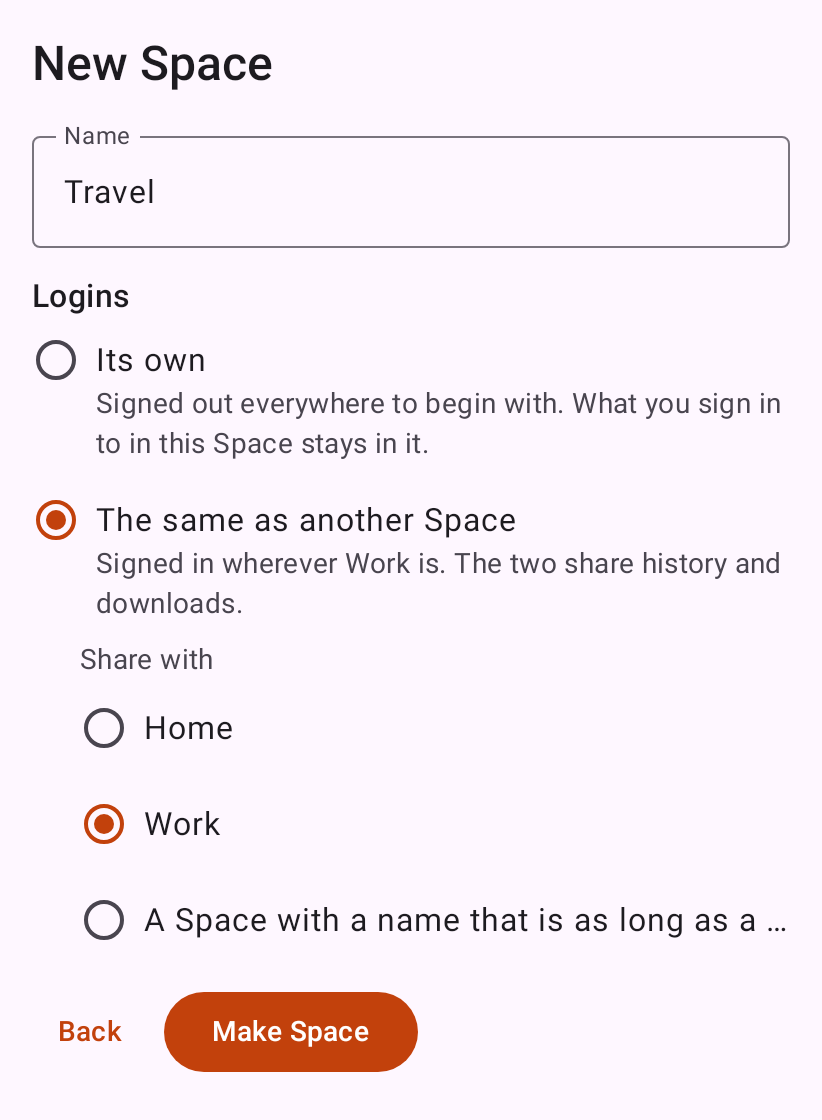 New Space
Name
Travel
Logins
Its own
Signed out everywhere to begin with. What you sign in
to in this Space stays in it.
The same as another Space
Signed in wherever Work is. The two share history and
downloads.
Share with
Home
Work
A Space with a name that is as long as a …
Back
Make Space